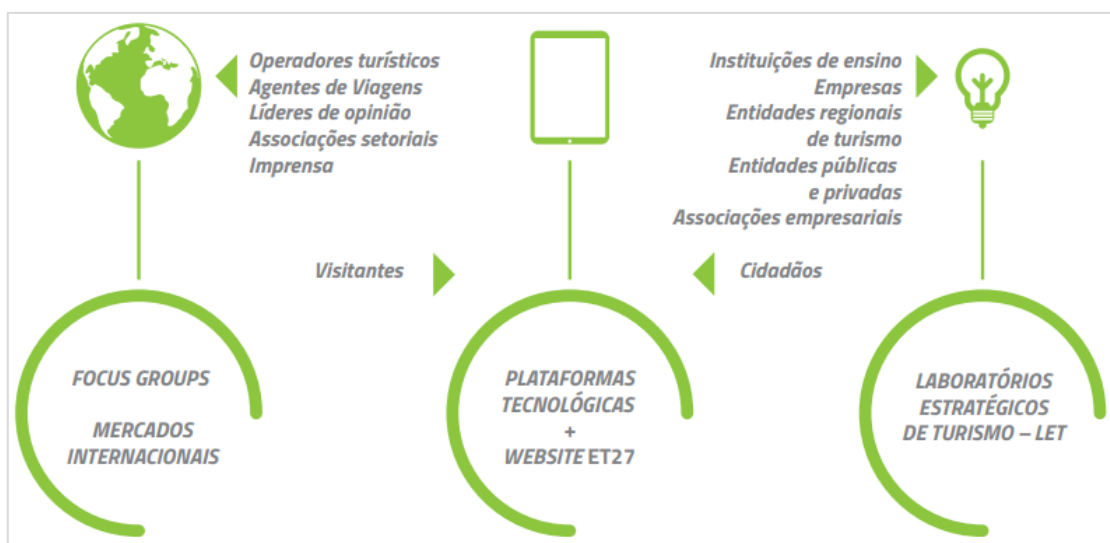 Operadores turísticos
Agentes de Viagens
Líderes de opinião
Associações setoriais
Imprensa
Instituições de ensino
Empresas
Entidades regionais
de turismo
Entidades públicas
e privadas
Associações empresariais
Visitantes
Cidadãos
FOCUS GROUPS
MERCADOS
INTERNACIONAIS
PLATAFORMAS
TECNOLÓGICAS
+
WEBSITE ET27
LABORATÓRIOS
ESTRATÉGICOS
DE TURISMO – LET